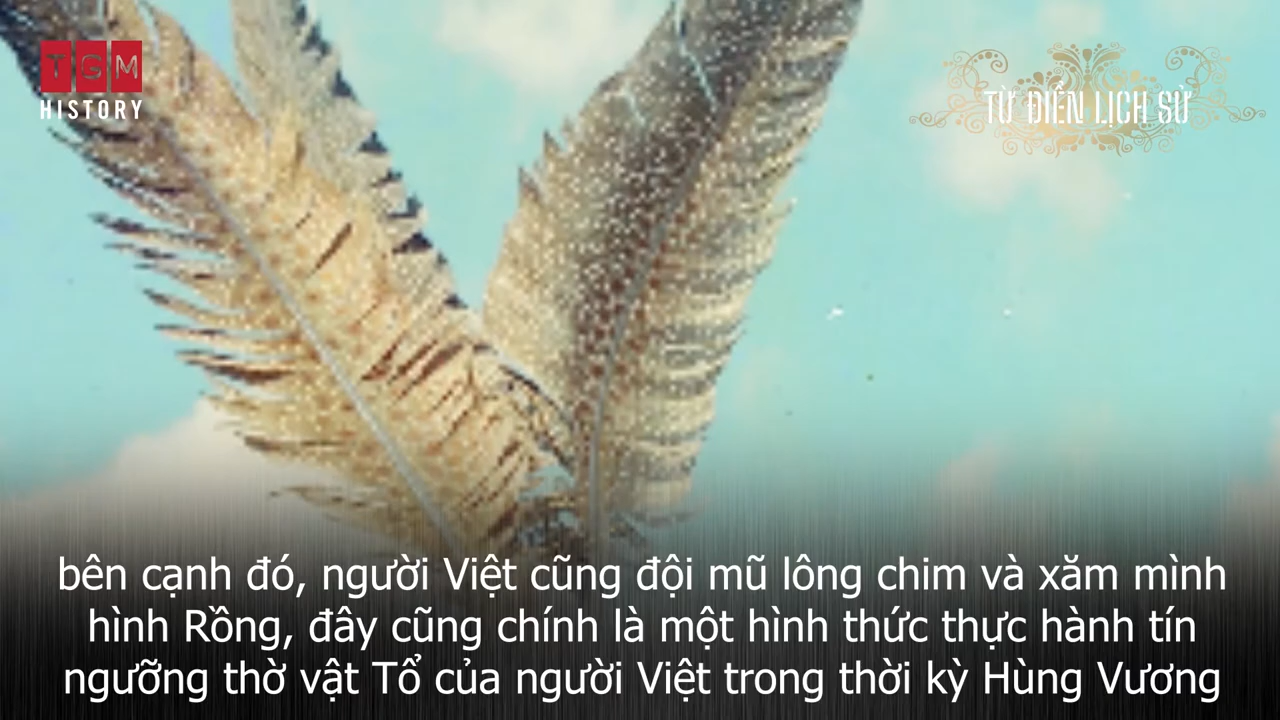 TGM
HISTORY
TỪ ĐIỂN LỊCH SỬ
bên cạnh đó, người Việt cũng đội mũ lông chim và xăm mình
hình Rồng, đây cũng chính là một hình thức thực hành tín
ngưỡng thờ vật Tổ của người Việt trong thời kỳ Hùng Vương